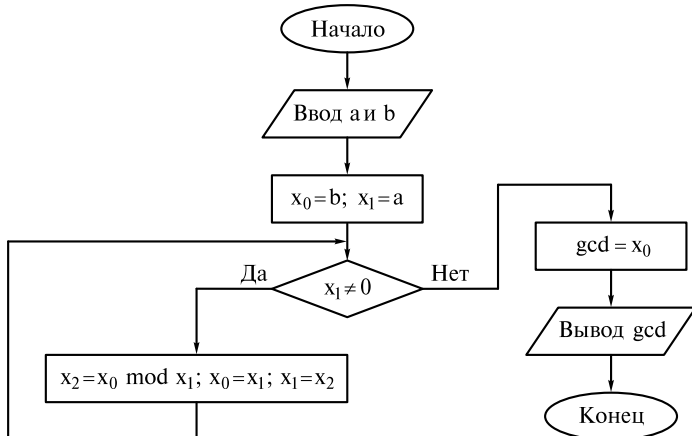 Начало
Ввод a и b
x₀=b; x₁=a
Да
Нет
x₁≠0
gcd=x₀
Вывод gcd
x₂=x₀ mod x₁; x₀=x₁; x₁=x₂
Конец